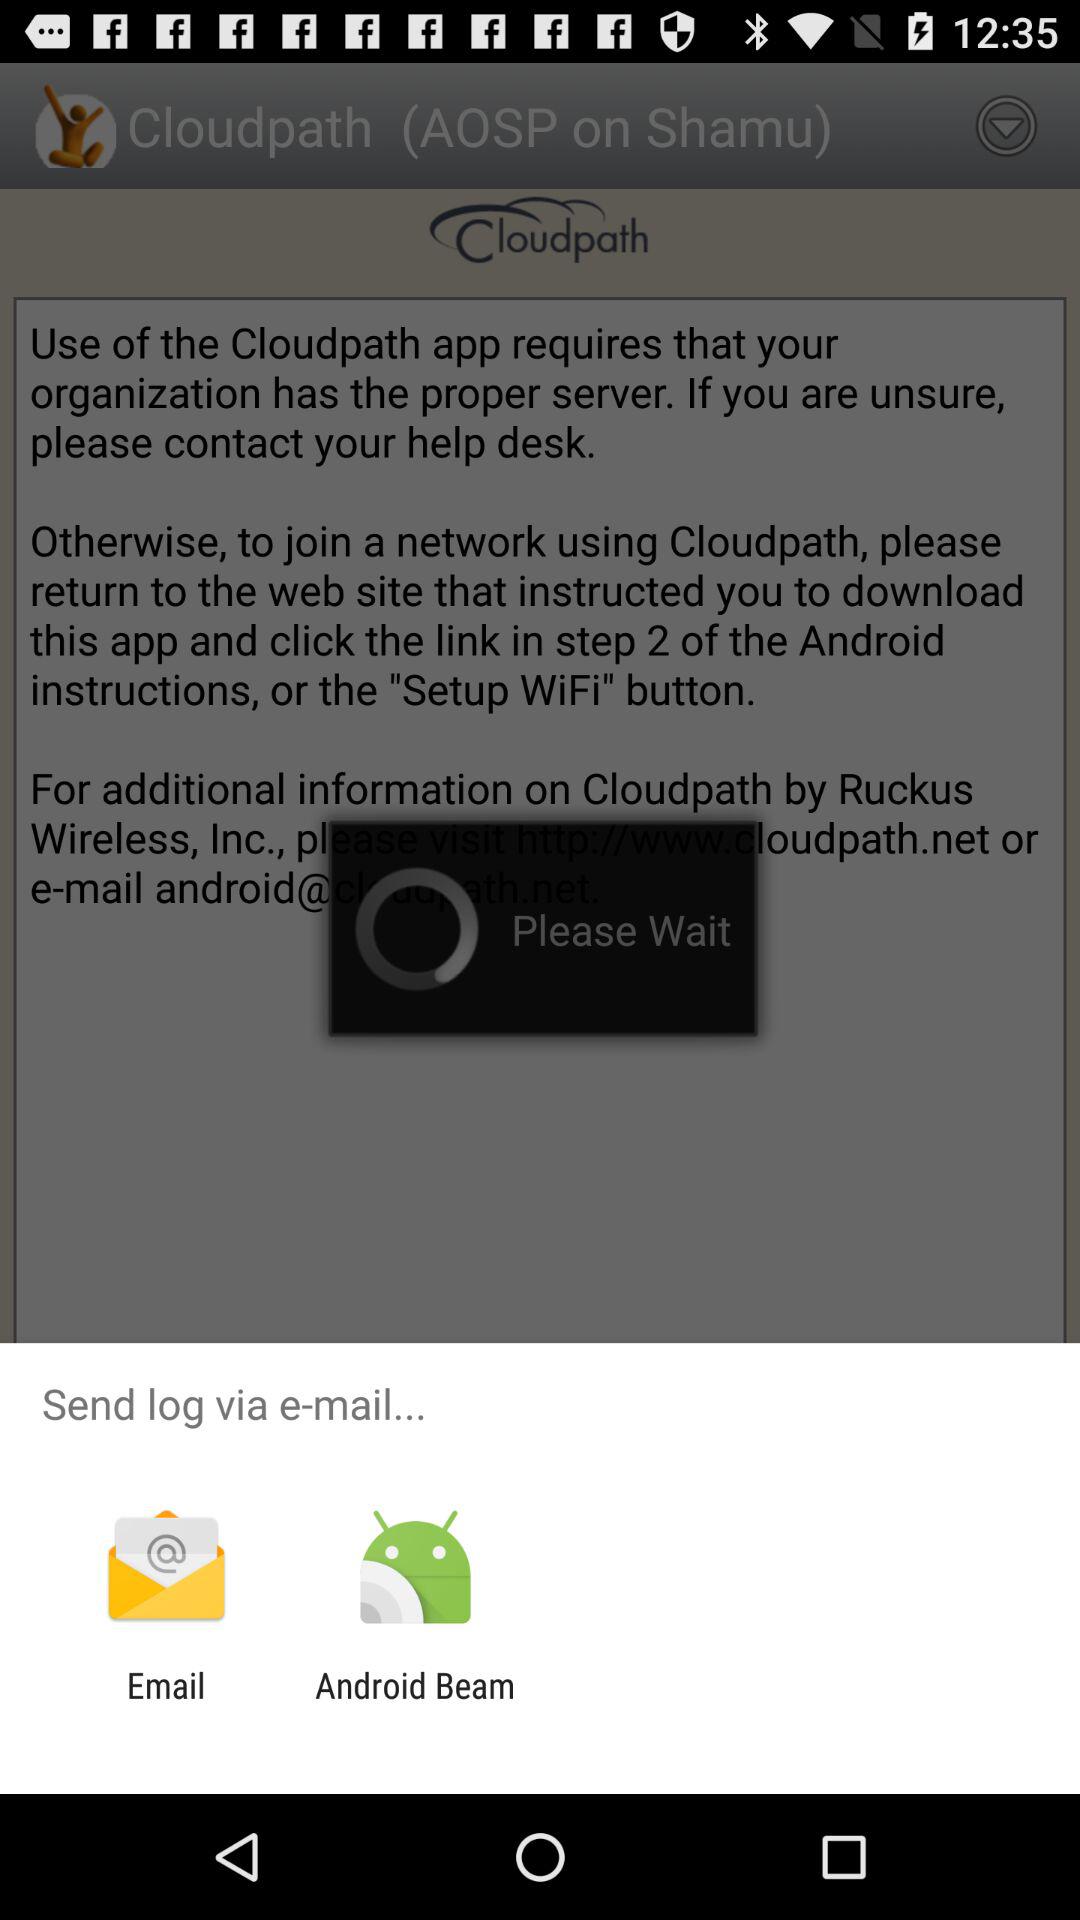 12:35
Cloudpath (AOSP on Shamu)
Cloudpath
Use of the Cloudpath app requires that your
organization has the proper server. If you are unsure,
please contact your help desk.
Otherwise, to join a network using Cloudpath, please
return to the web site that instructed you to download
this app and click the link in step 2 of the Android
instructions, or the "Setup WiFi" button.
For additional information on Cloudpath by Ruckus
Wireless, Inc., please visit http://www.cloudpath.net or
e-mail android@cloudpath.net.
Please Wait
Send log via e-mail...
Email
Android Beam